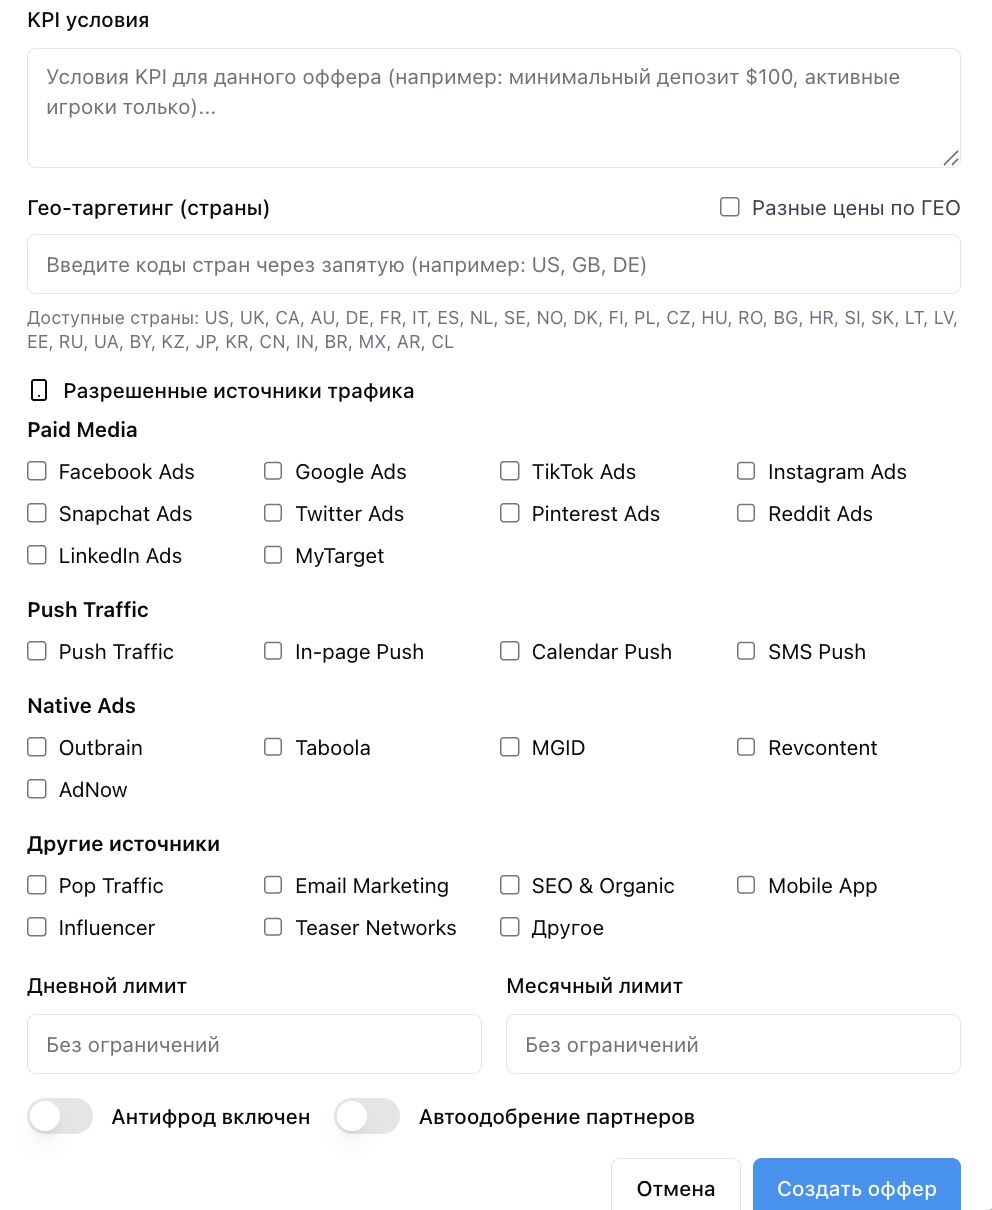 KPI условия
Условия KPI для данного оффера (например: минимальный депозит $100, активные
игроки только)...
Гео-таргетинг (страны)
Разные цены по ГЕО
Введите коды стран через запятую (например: US, GB, DE)
Доступные страны: US, UK, CA, AU, DE, FR, IT, ES, NL, SE, NO, DK, FI, PL, CZ, HU, RO, BG, HR, SI, SK, LT, LV,
EE, RU, UA, BY, KZ, JP, KR, CN, IN, BR, MX, AR, CL
Разрешенные источники трафика
Paid Media
Facebook Ads Google Ads TikTok Ads Instagram Ads
Snapchat Ads Twitter Ads Pinterest Ads Reddit Ads
LinkedIn Ads MyTarget
Push Traffic
Push Traffic In-page Push Calendar Push SMS Push
Native Ads
Outbrain Taboola MGID Revcontent
AdNow
Другие источники
Pop Traffic Email Marketing SEO & Organic Mobile App
Influencer Teaser Networks Другое
Дневной лимит Месячный лимит
Без ограничений Без ограничений
Антифрод включен Автоодобрение партнеров
Отмена Создать оффер